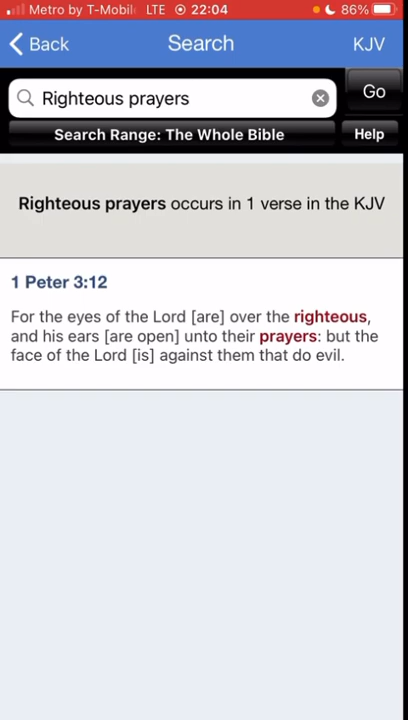 Metro by T-Mobil LTE 22:04 86%
Back Search KJV
Righteous prayers Go
Search Range: The Whole Bible Help
Righteous prayers occurs in 1 verse in the KJV
1 Peter 3:12
For the eyes of the Lord [are] over the righteous,
and his ears [are open] unto their prayers: but the
face of the Lord [is] against them that do evil.